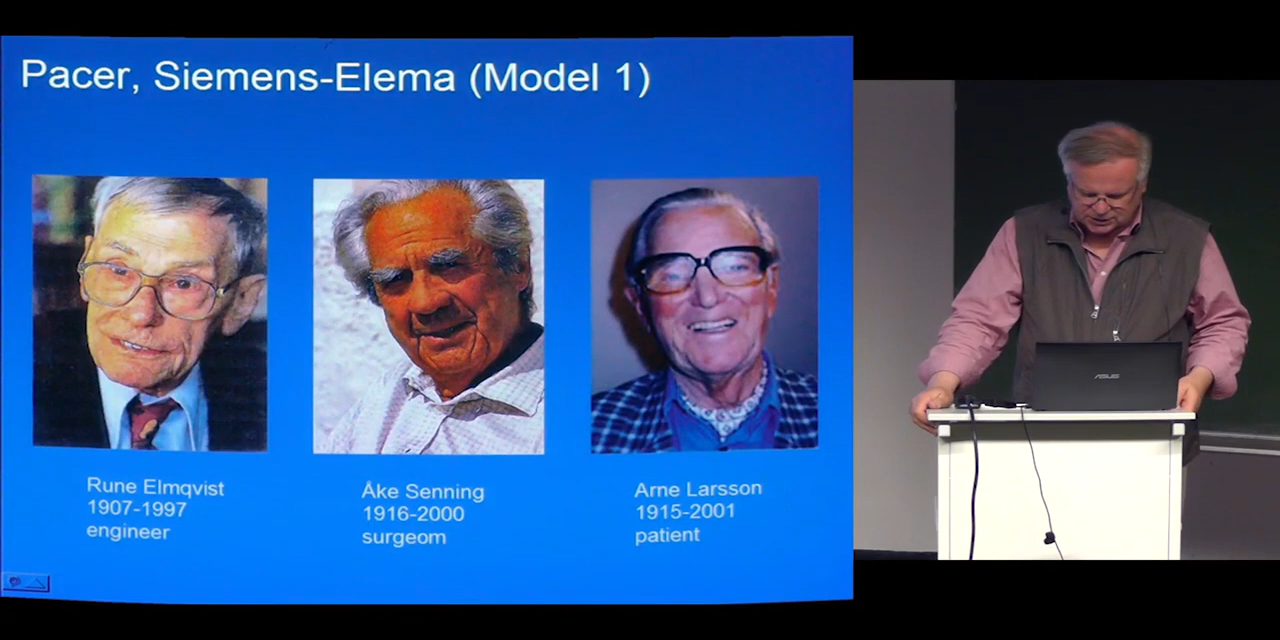 Pacer, Siemens-Elema (Model 1)
Rune Elmqvist
1907-1997
engineer
Åke Senning
1916-2000
surgeom
Arne Larsson
1915-2001
patient
ASUS